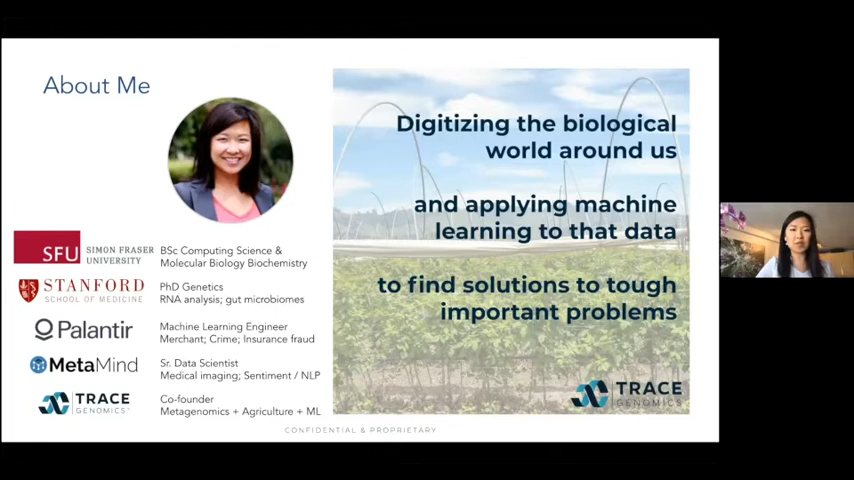 About Me
SFU SIMON FRASER
UNIVERSITY
BSc Computing Science &
Molecular Biology Biochemistry
STANFORD
SCHOOL OF MEDICINE
PhD Genetics
RNA analysis; gut microbiomes
Palantir
Machine Learning Engineer
Merchant; Crime; Insurance fraud
MetaMind
Sr. Data Scientist
Medical imaging; Sentiment / NLP
TRACE
GENOMICS™
Co-founder
Metagenomics + Agriculture + ML
Digitizing the biological
world around us
and applying machine
learning to that data
to find solutions to tough
important problems
TRACE
GENOMICS
CONFIDENTIAL & PROPRIETARY